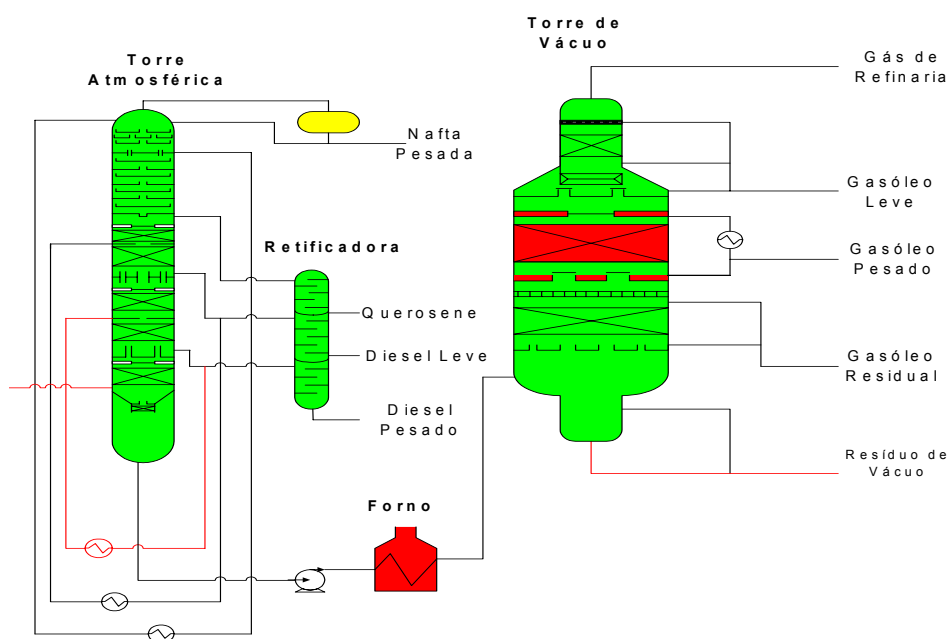 Torre
Atmosférica
Nafta
Pesada
Retificadora
Querosene
Diesel Leve
Diesel
Pesado
Forno
Torre de
Vácuo
Gás de
Refinaria
Gasóleo
Leve
Gasóleo
Pesado
Gasóleo
Residual
Resíduo de
Vácuo